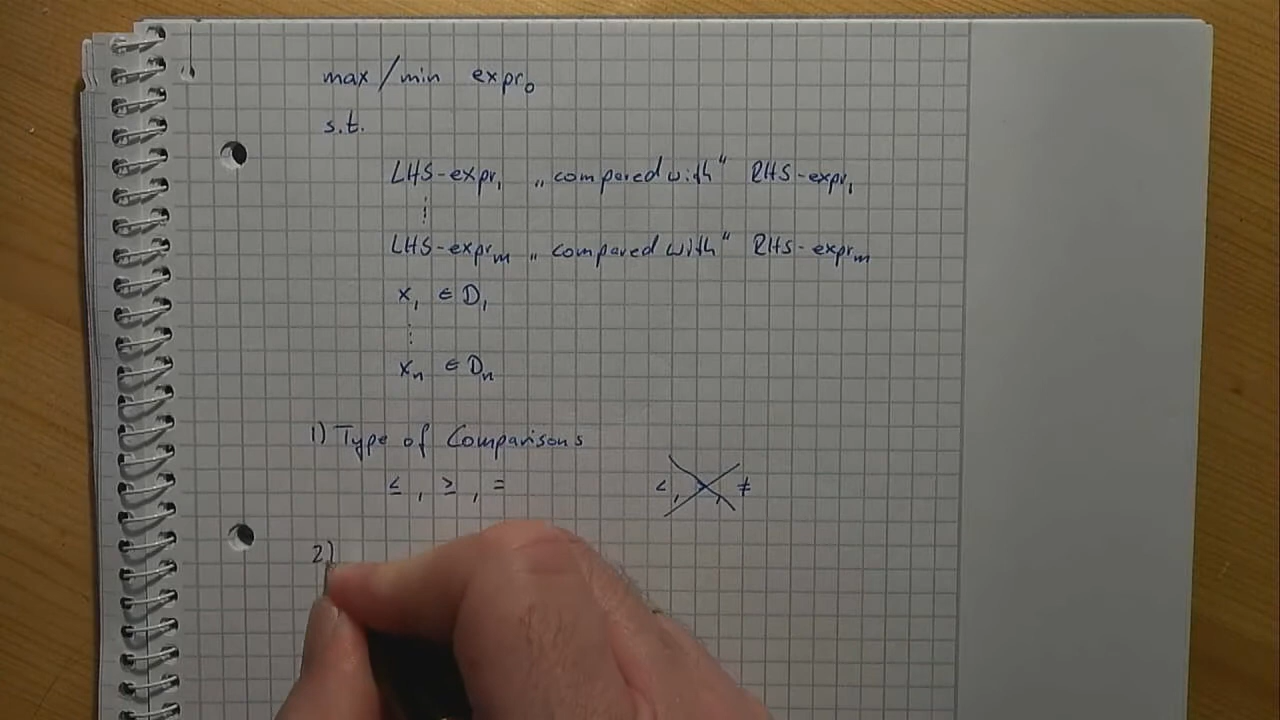 max/min expr₀
s.t.
LHS-expr₁ „compared with“ RHS-expr₁
⋮
LHS-exprₘ „compared with“ RHS-exprₘ
x₁ ∈ D₁
⋮
xₙ ∈ Dₙ
1) Type of Comparisons
≤ , ≥ , = < , > , ≠
2)